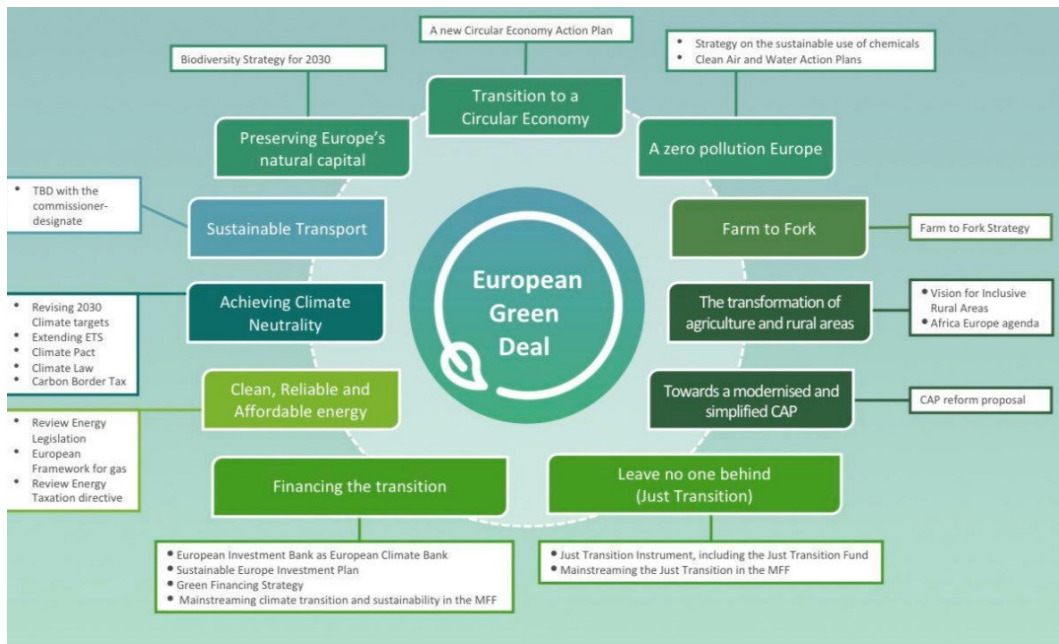 A new Circular Economy Action Plan
Biodiversity Strategy for 2030
• Strategy on the sustainable use of chemicals
• Clean Air and Water Action Plans
Transition to a
Circular Economy
Preserving Europe's
natural capital
A zero pollution Europe
• TBD with the
commissioner-
designate
Sustainable Transport
Farm to Fork
Farm to Fork Strategy
European
Green
Deal
Achieving Climate
Neutrality
• Revising 2030
Climate targets
• Extending ETS
• Climate Pact
• Climate Law
• Carbon Border Tax
The transformation of
agriculture and rural areas
• Vision for Inclusive
Rural Areas
• Africa Europe agenda
Clean, Reliable and
Affordable energy
• Review Energy
Legislation
• European
Framework for gas
• Review Energy
Taxation directive
Towards a modernised and
simplified CAP
CAP reform proposal
Financing the transition
• European Investment Bank as European Climate Bank
• Sustainable Europe Investment Plan
• Green Financing Strategy
• Mainstreaming climate transition and sustainability in the MFF
Leave no one behind
(Just Transition)
• Just Transition Instrument, including the Just Transition Fund
• Mainstreaming the Just Transition in the MFF